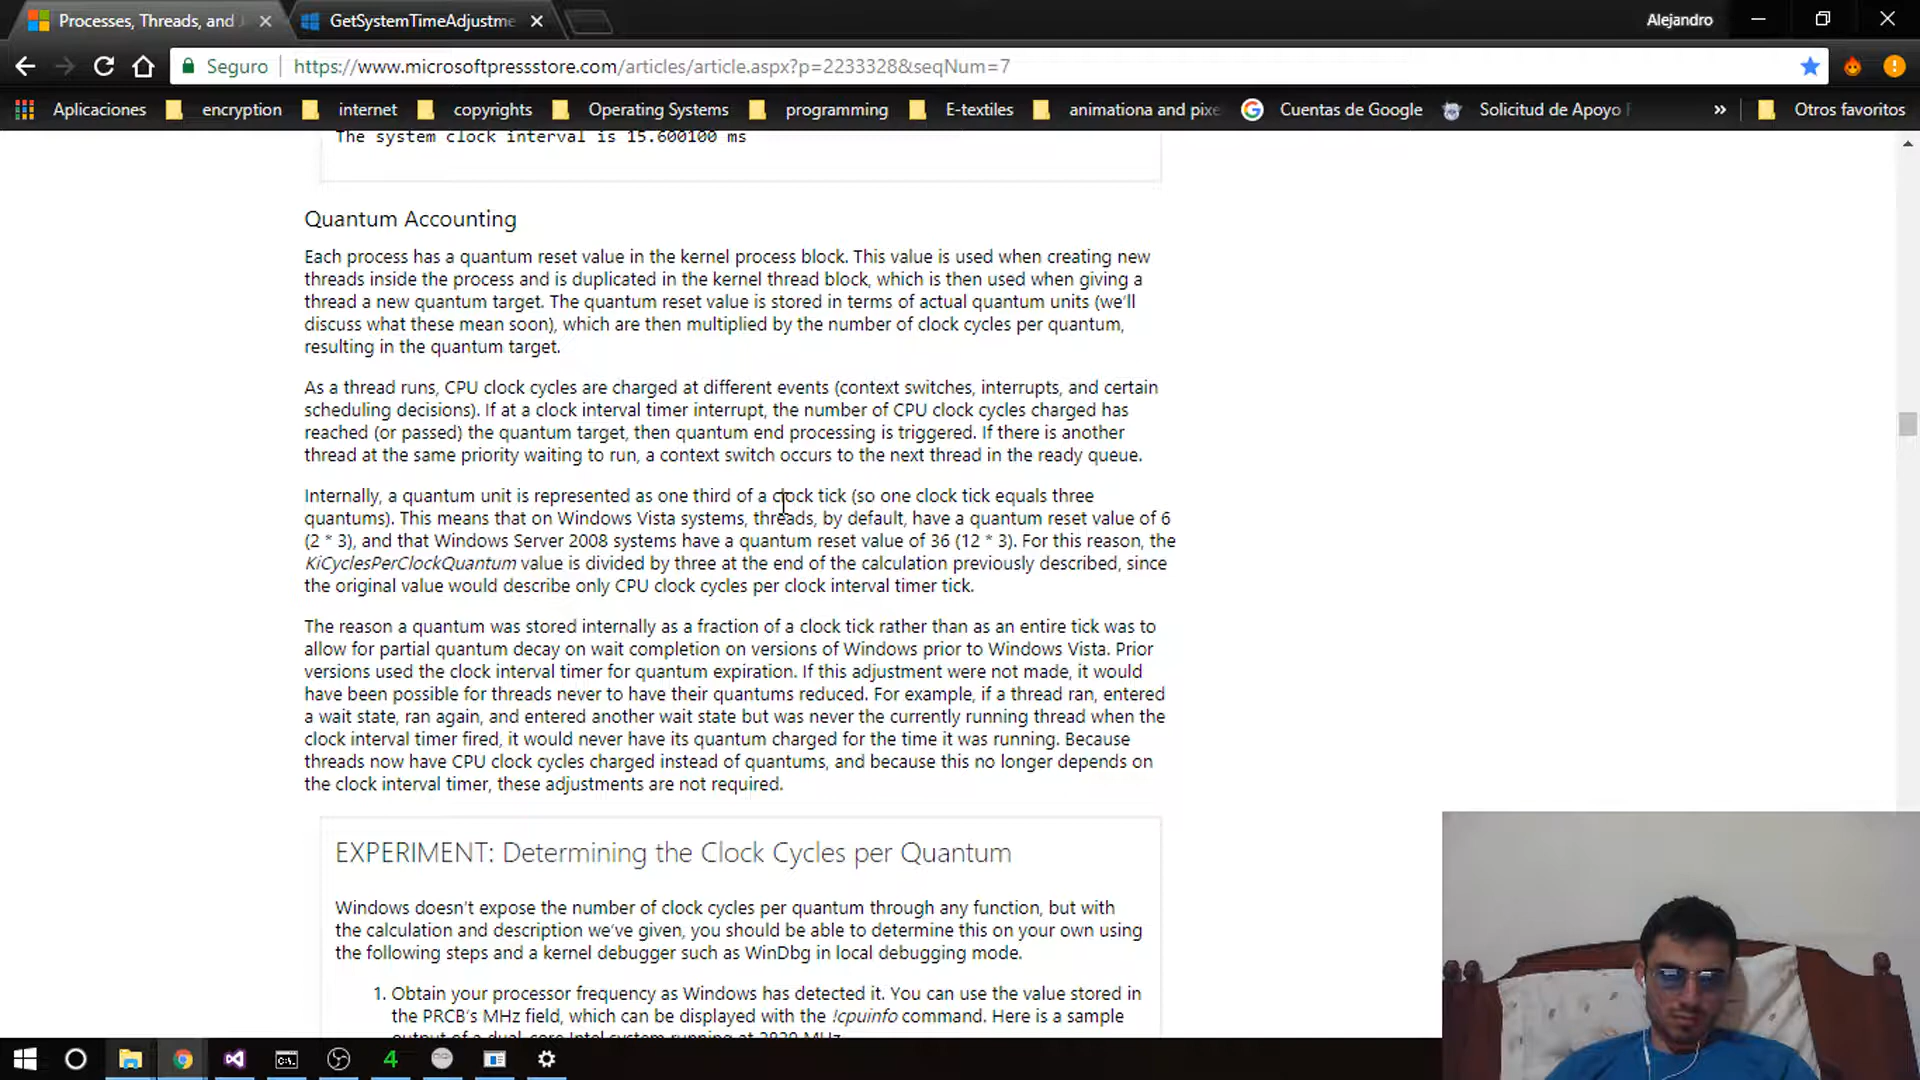 Processes, Threads, and
GetSystemTimeAdjustme
Alejandro
Seguro
https://www.microsoftpressstore.com/articles/article.aspx?p=2233328&seqNum=7
Aplicaciones
encryption
internet
copyrights
Operating Systems
programming
E-textiles
animationa and pixe
Cuentas de Google
Solicitud de Apoyo
»
Otros favoritos
The system clock interval is 15.600100 ms
Quantum Accounting
Each process has a quantum reset value in the kernel process block. This value is used when creating new
threads inside the process and is duplicated in the kernel thread block, which is then used when giving a
thread a new quantum target. The quantum reset value is stored in terms of actual quantum units (we'll
discuss what these mean soon), which are then multiplied by the number of clock cycles per quantum,
resulting in the quantum target.
As a thread runs, CPU clock cycles are charged at different events (context switches, interrupts, and certain
scheduling decisions). If at a clock interval timer interrupt, the number of CPU clock cycles charged has
reached (or passed) the quantum target, then quantum end processing is triggered. If there is another
thread at the same priority waiting to run, a context switch occurs to the next thread in the ready queue.
Internally, a quantum unit is represented as one third of a clock tick (so one clock tick equals three
quantums). This means that on Windows Vista systems, threads, by default, have a quantum reset value of 6
(2 * 3), and that Windows Server 2008 systems have a quantum reset value of 36 (12 * 3). For this reason, the
KiCyclesPerClockQuantum value is divided by three at the end of the calculation previously described, since
the original value would describe only CPU clock cycles per clock interval timer tick.
The reason a quantum was stored internally as a fraction of a clock tick rather than as an entire tick was to
allow for partial quantum decay on wait completion on versions of Windows prior to Windows Vista. Prior
versions used the clock interval timer for quantum expiration. If this adjustment were not made, it would
have been possible for threads never to have their quantums reduced. For example, if a thread ran, entered
a wait state, ran again, and entered another wait state but was never the currently running thread when the
clock interval timer fired, it would never have its quantum charged for the time it was running. Because
threads now have CPU clock cycles charged instead of quantums, and because this no longer depends on
the clock interval timer, these adjustments are not required.
EXPERIMENT: Determining the Clock Cycles per Quantum
Windows doesn't expose the number of clock cycles per quantum through any function, but with
the calculation and description we've given, you should be able to determine this on your own using
the following steps and a kernel debugger such as WinDbg in local debugging mode.
1. Obtain your processor frequency as Windows has detected it. You can use the value stored in
the PRCB's MHz field, which can be displayed with the !cpuinfo command. Here is a sample
output of a dual-core Intel system running at 2829 MHz
4